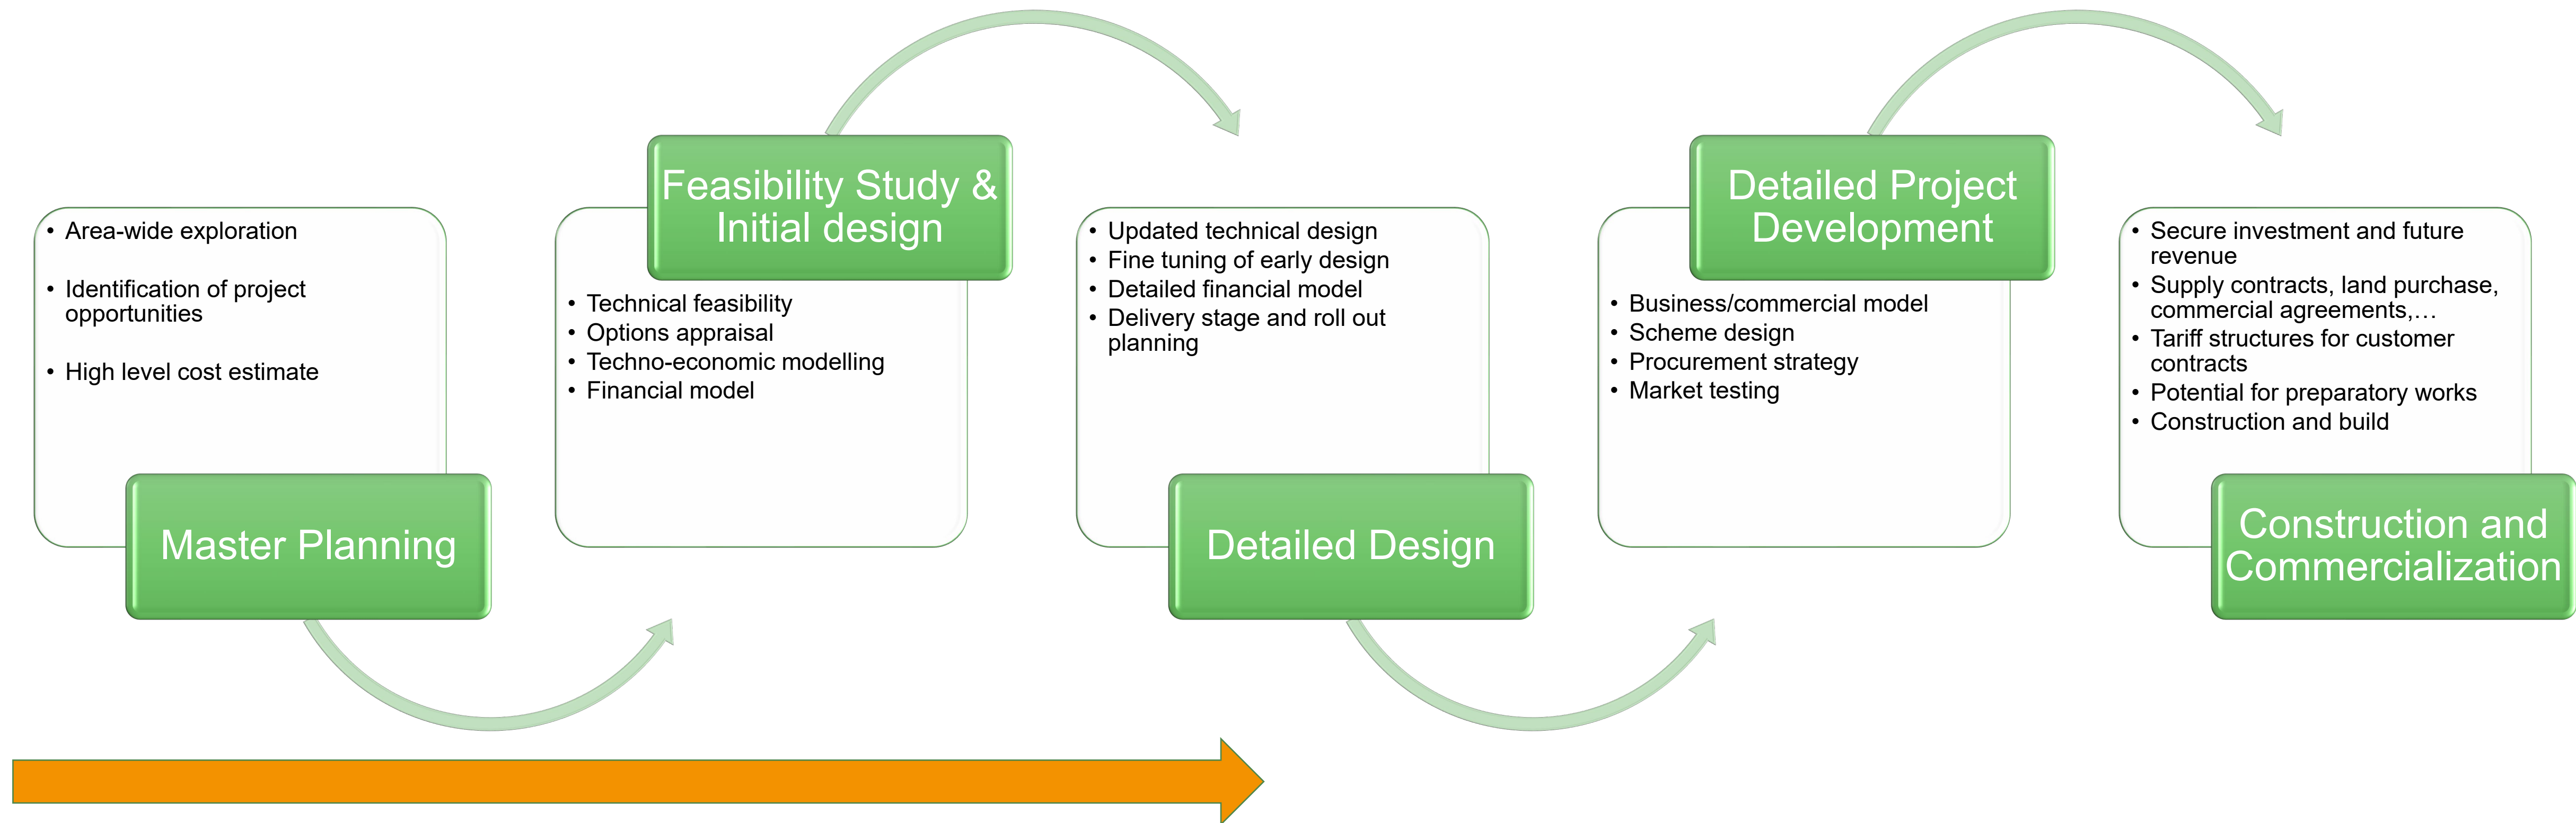 • Area-wide exploration
• Identification of project
opportunities
• High level cost estimate
Master Planning
Feasibility Study &
Initial design
• Technical feasibility
• Options appraisal
• Techno-economic modelling
• Financial model
• Updated technical design
• Fine tuning of early design
• Detailed financial model
• Delivery stage and roll out
planning
Detailed Design
Detailed Project
Development
• Business/commercial model
• Scheme design
• Procurement strategy
• Market testing
• Secure investment and future
revenue
• Supply contracts, land purchase,
commercial agreements,…
• Tariff structures for customer
contracts
• Potential for preparatory works
• Construction and build
Construction and
Commercialization